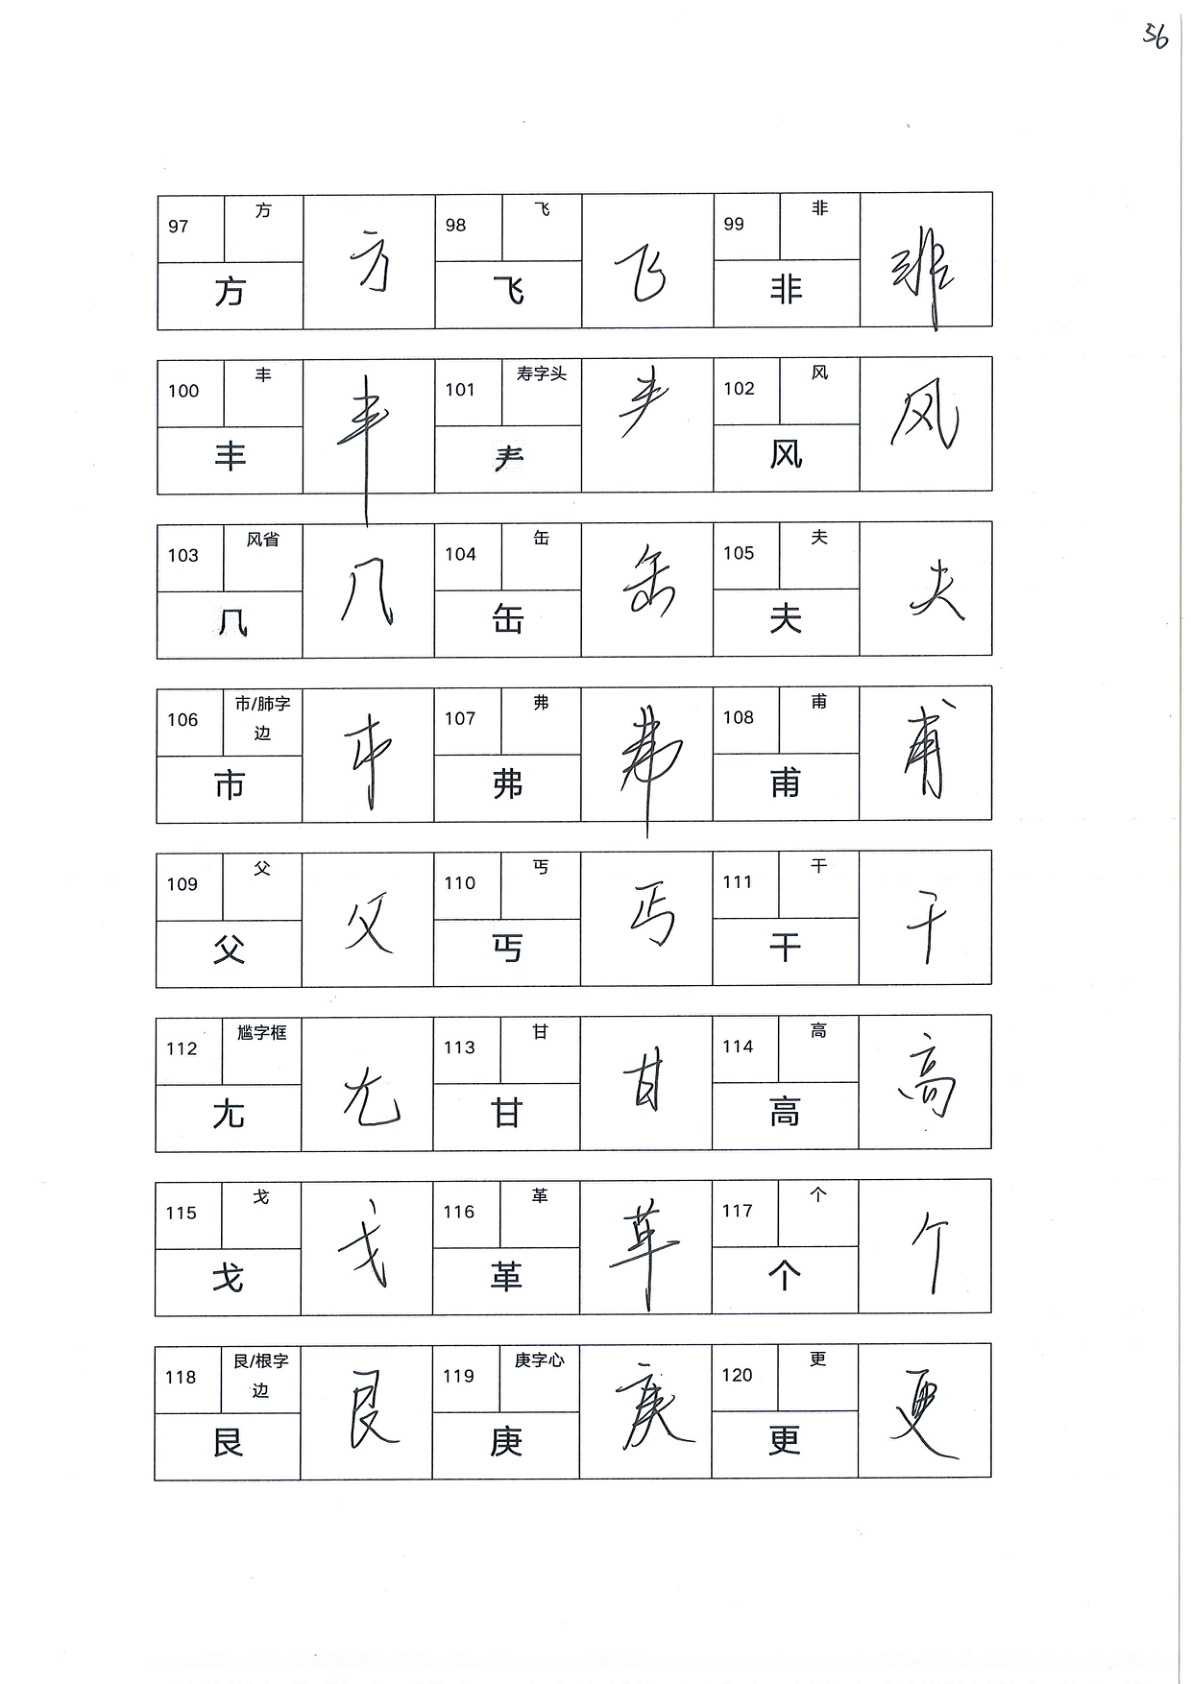 56
97 方 方 98 飞 飞 99 非 非
方 飞 非
100 丰 丰 101 寿字头 龵 102 风 风
丰 风
103 风省 几 104 缶 缶 105 夫 夫
几 缶 夫
106 市/肺字边 市 107 弗 弗 108 甫 甫
市 弗 甫
109 父 父 110 丐 丐 111 干 干
父 丐 干
112 尴字框 尢 113 甘 甘 114 高 高
尢 甘 高
115 戈 戈 116 革 革 117 个 个
戈 革 个
118 艮/根字边 艮 119 庚字心 庚 120 更 更
艮 庚 更